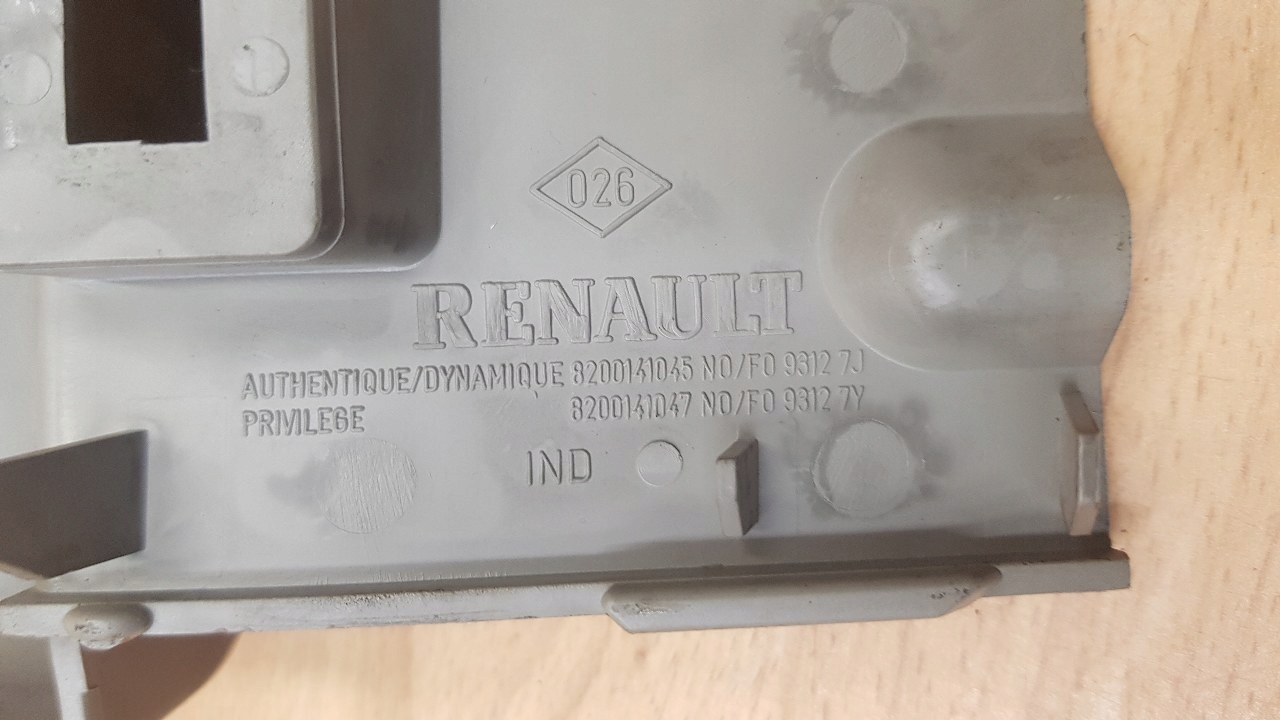 026
RENAULT
AUTHENTIQUE/DYNAMIQUE 8200141045 NO/FO 9312 7J
PRIVILEGE 8200141047 NO/FO 9312 7Y
IND